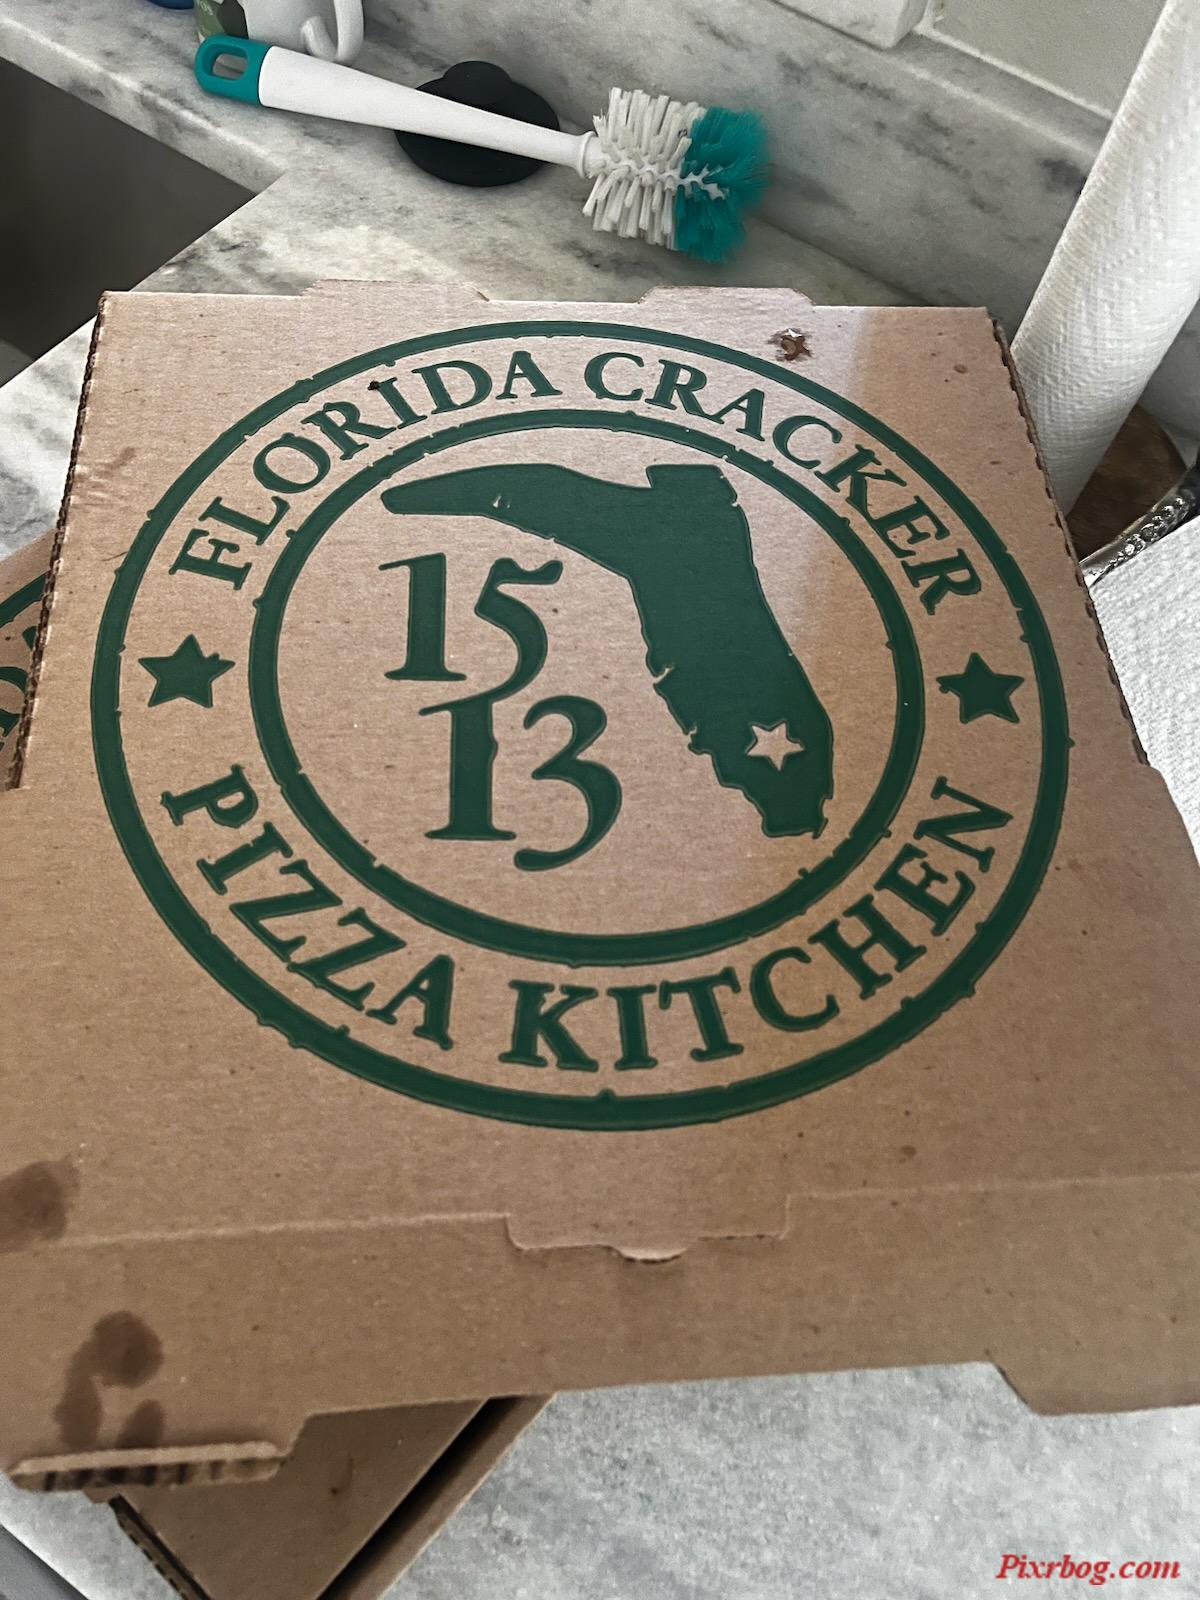 FLORIDA CRACKER
15
13
PIZZA KITCHEN
Pixrbog.com